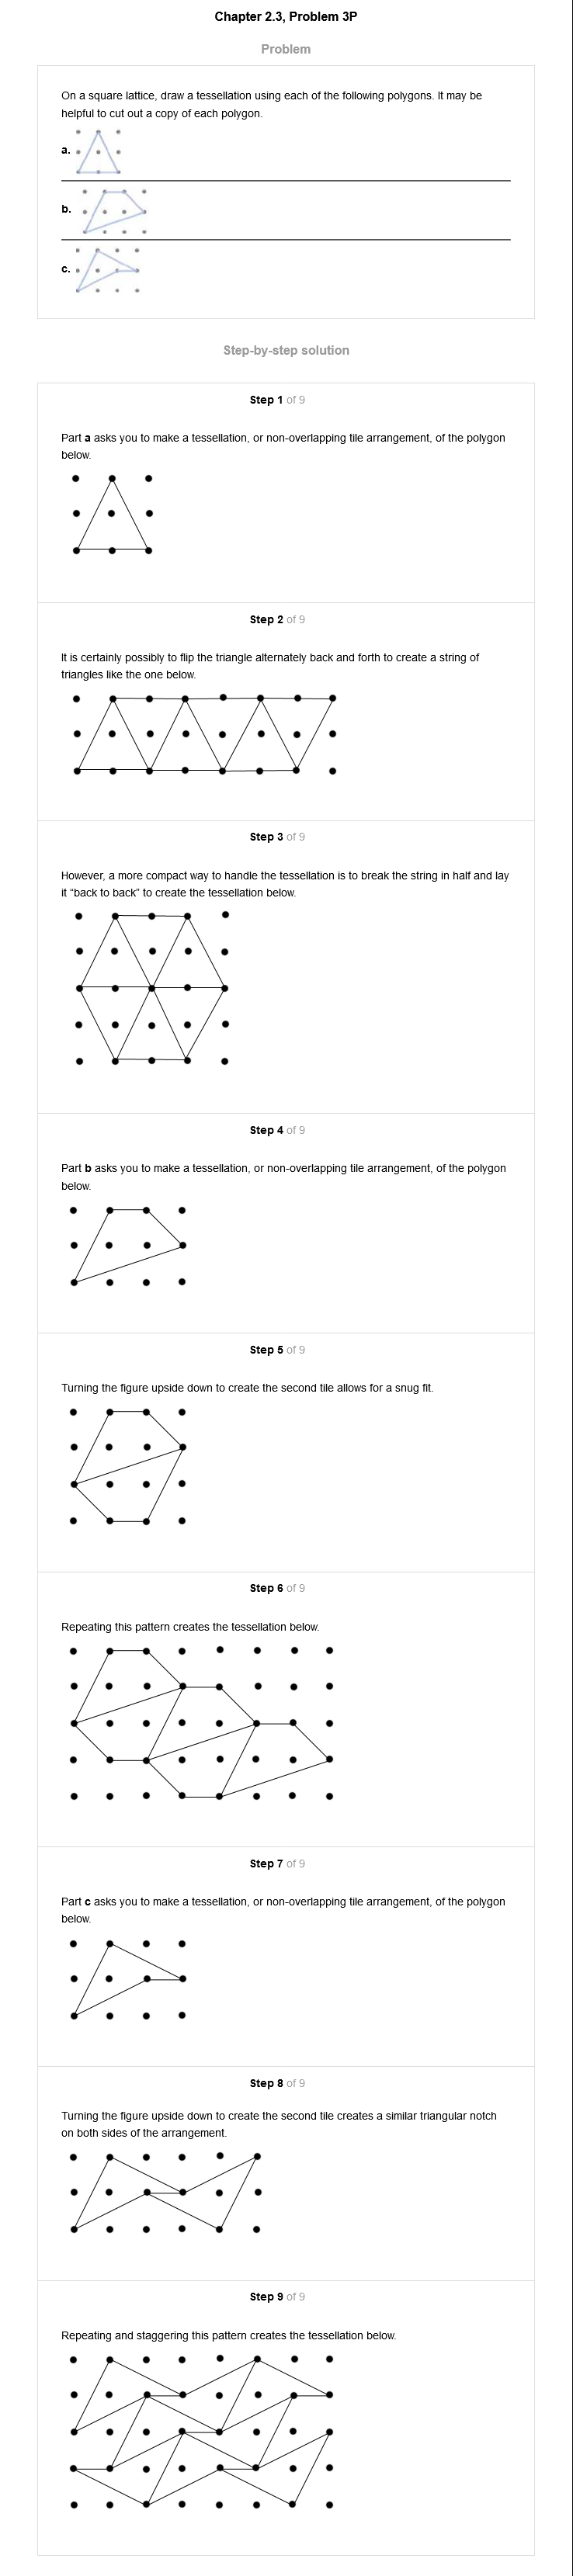 Chapter 2.3, Problem 3P
Problem
On a square lattice, draw a tessellation using each of the following polygons. It may be
helpful to cut out a copy of each polygon.
a.
b.
c.
Step-by-step solution
Step 1 of 9
Part a asks you to make a tessellation, or non-overlapping tile arrangement, of the polygon
below.
Step 2 of 9
It is certainly possibly to flip the triangle alternately back and forth to create a string of
triangles like the one below.
Step 3 of 9
However, a more compact way to handle the tessellation is to break the string in half and lay
it “back to back” to create the tessellation below.
Step 4 of 9
Part b asks you to make a tessellation, or non-overlapping tile arrangement, of the polygon
below.
Step 5 of 9
Turning the figure upside down to create the second tile allows for a snug fit.
Step 6 of 9
Repeating this pattern creates the tessellation below.
Step 7 of 9
Part c asks you to make a tessellation, or non-overlapping tile arrangement, of the polygon
below.
Step 8 of 9
Turning the figure upside down to create the second tile creates a similar triangular notch
on both sides of the arrangement.
Step 9 of 9
Repeating and staggering this pattern creates the tessellation below.